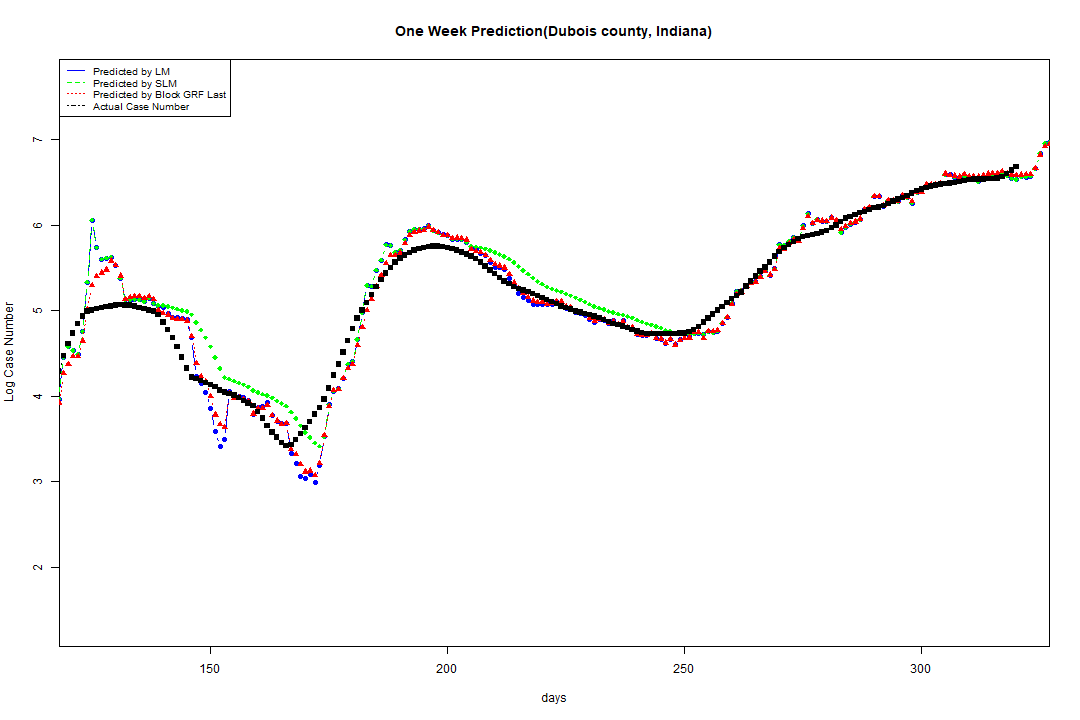 One Week Prediction(Dubois county, Indiana)
Predicted by LM
Predicted by SLM
Predicted by Block GRF Last
Actual Case Number
Log Case Number
7
6
5
4
3
2
150
200
250
300
days